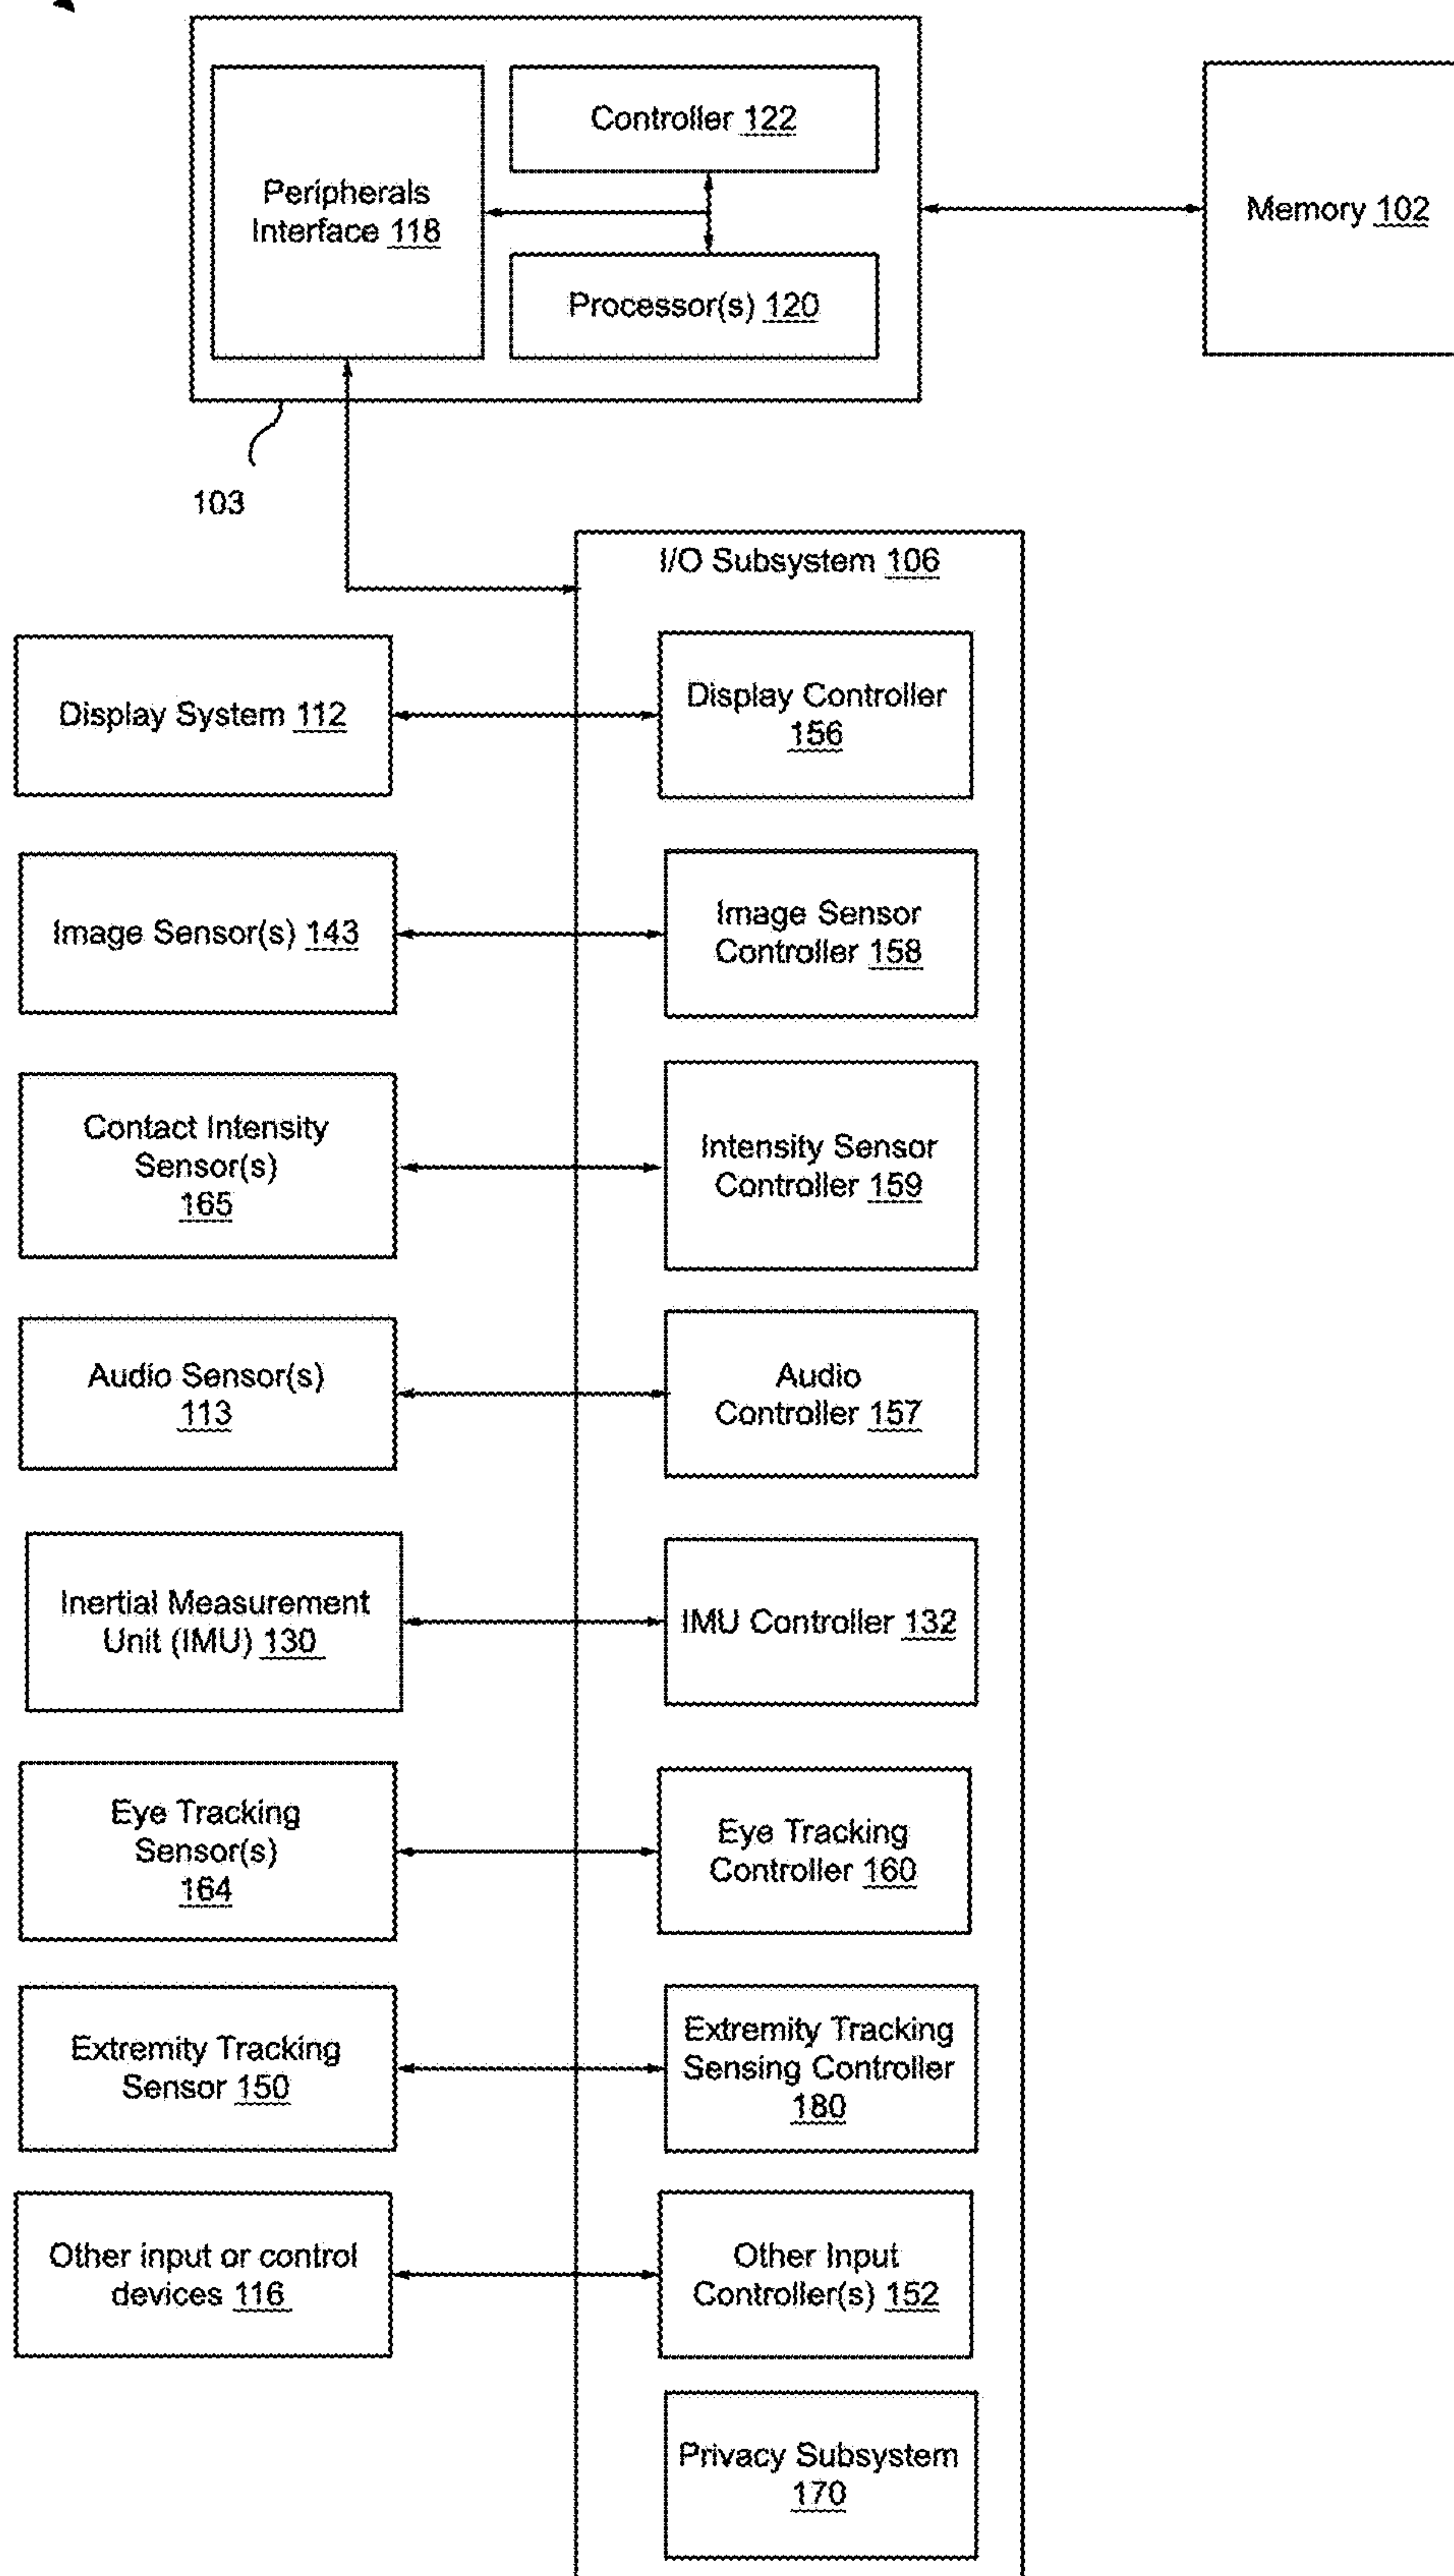 Controller 122
Peripherals
Interface 118
Memory 102
Processor(s) 120
103
I/O Subsystem 106
Display System 112
Display Controller
156
Image Sensor(s) 143
Image Sensor
Controller 158
Contact Intensity
Sensor(s)
165
Intensity Sensor
Controller 159
Audio Sensor(s)
113
Audio
Controller 157
Inertial Measurement
Unit (IMU) 130
IMU Controller 132
Eye Tracking
Sensor(s)
164
Eye Tracking
Controller 160
Extremity Tracking
Sensor 150
Extremity Tracking
Sensing Controller
180
Other input or control
devices 116
Other Input
Controller(s) 152
Privacy Subsystem
170